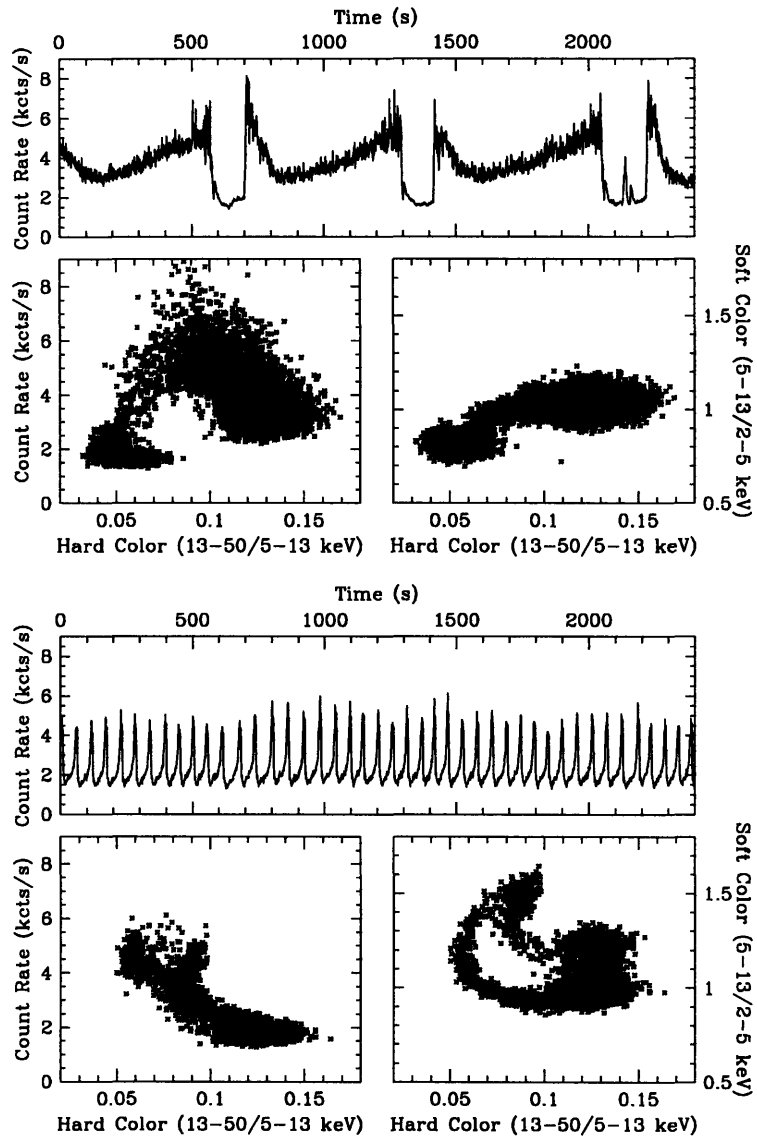 Time (s)
0 500 1000 1500 2000
Count Rate (kcts/s)
8
6
4
2
0
Count Rate (kcts/s)
8
6
4
2
0
0.05 0.1 0.15
Hard Color (13-50/5-13 keV)
Soft Color (5-13/2-5 keV)
1.5
1
0.5
0.05 0.1 0.15
Hard Color (13-50/5-13 keV)
Time (s)
0 500 1000 1500 2000
Count Rate (kcts/s)
8
6
4
2
0
Count Rate (kcts/s)
8
6
4
2
0
0.05 0.1 0.15
Hard Color (13-50/5-13 keV)
Soft Color (5-13/2-5 keV)
1.5
1
0.5
0.05 0.1 0.15
Hard Color (13-50/5-13 keV)